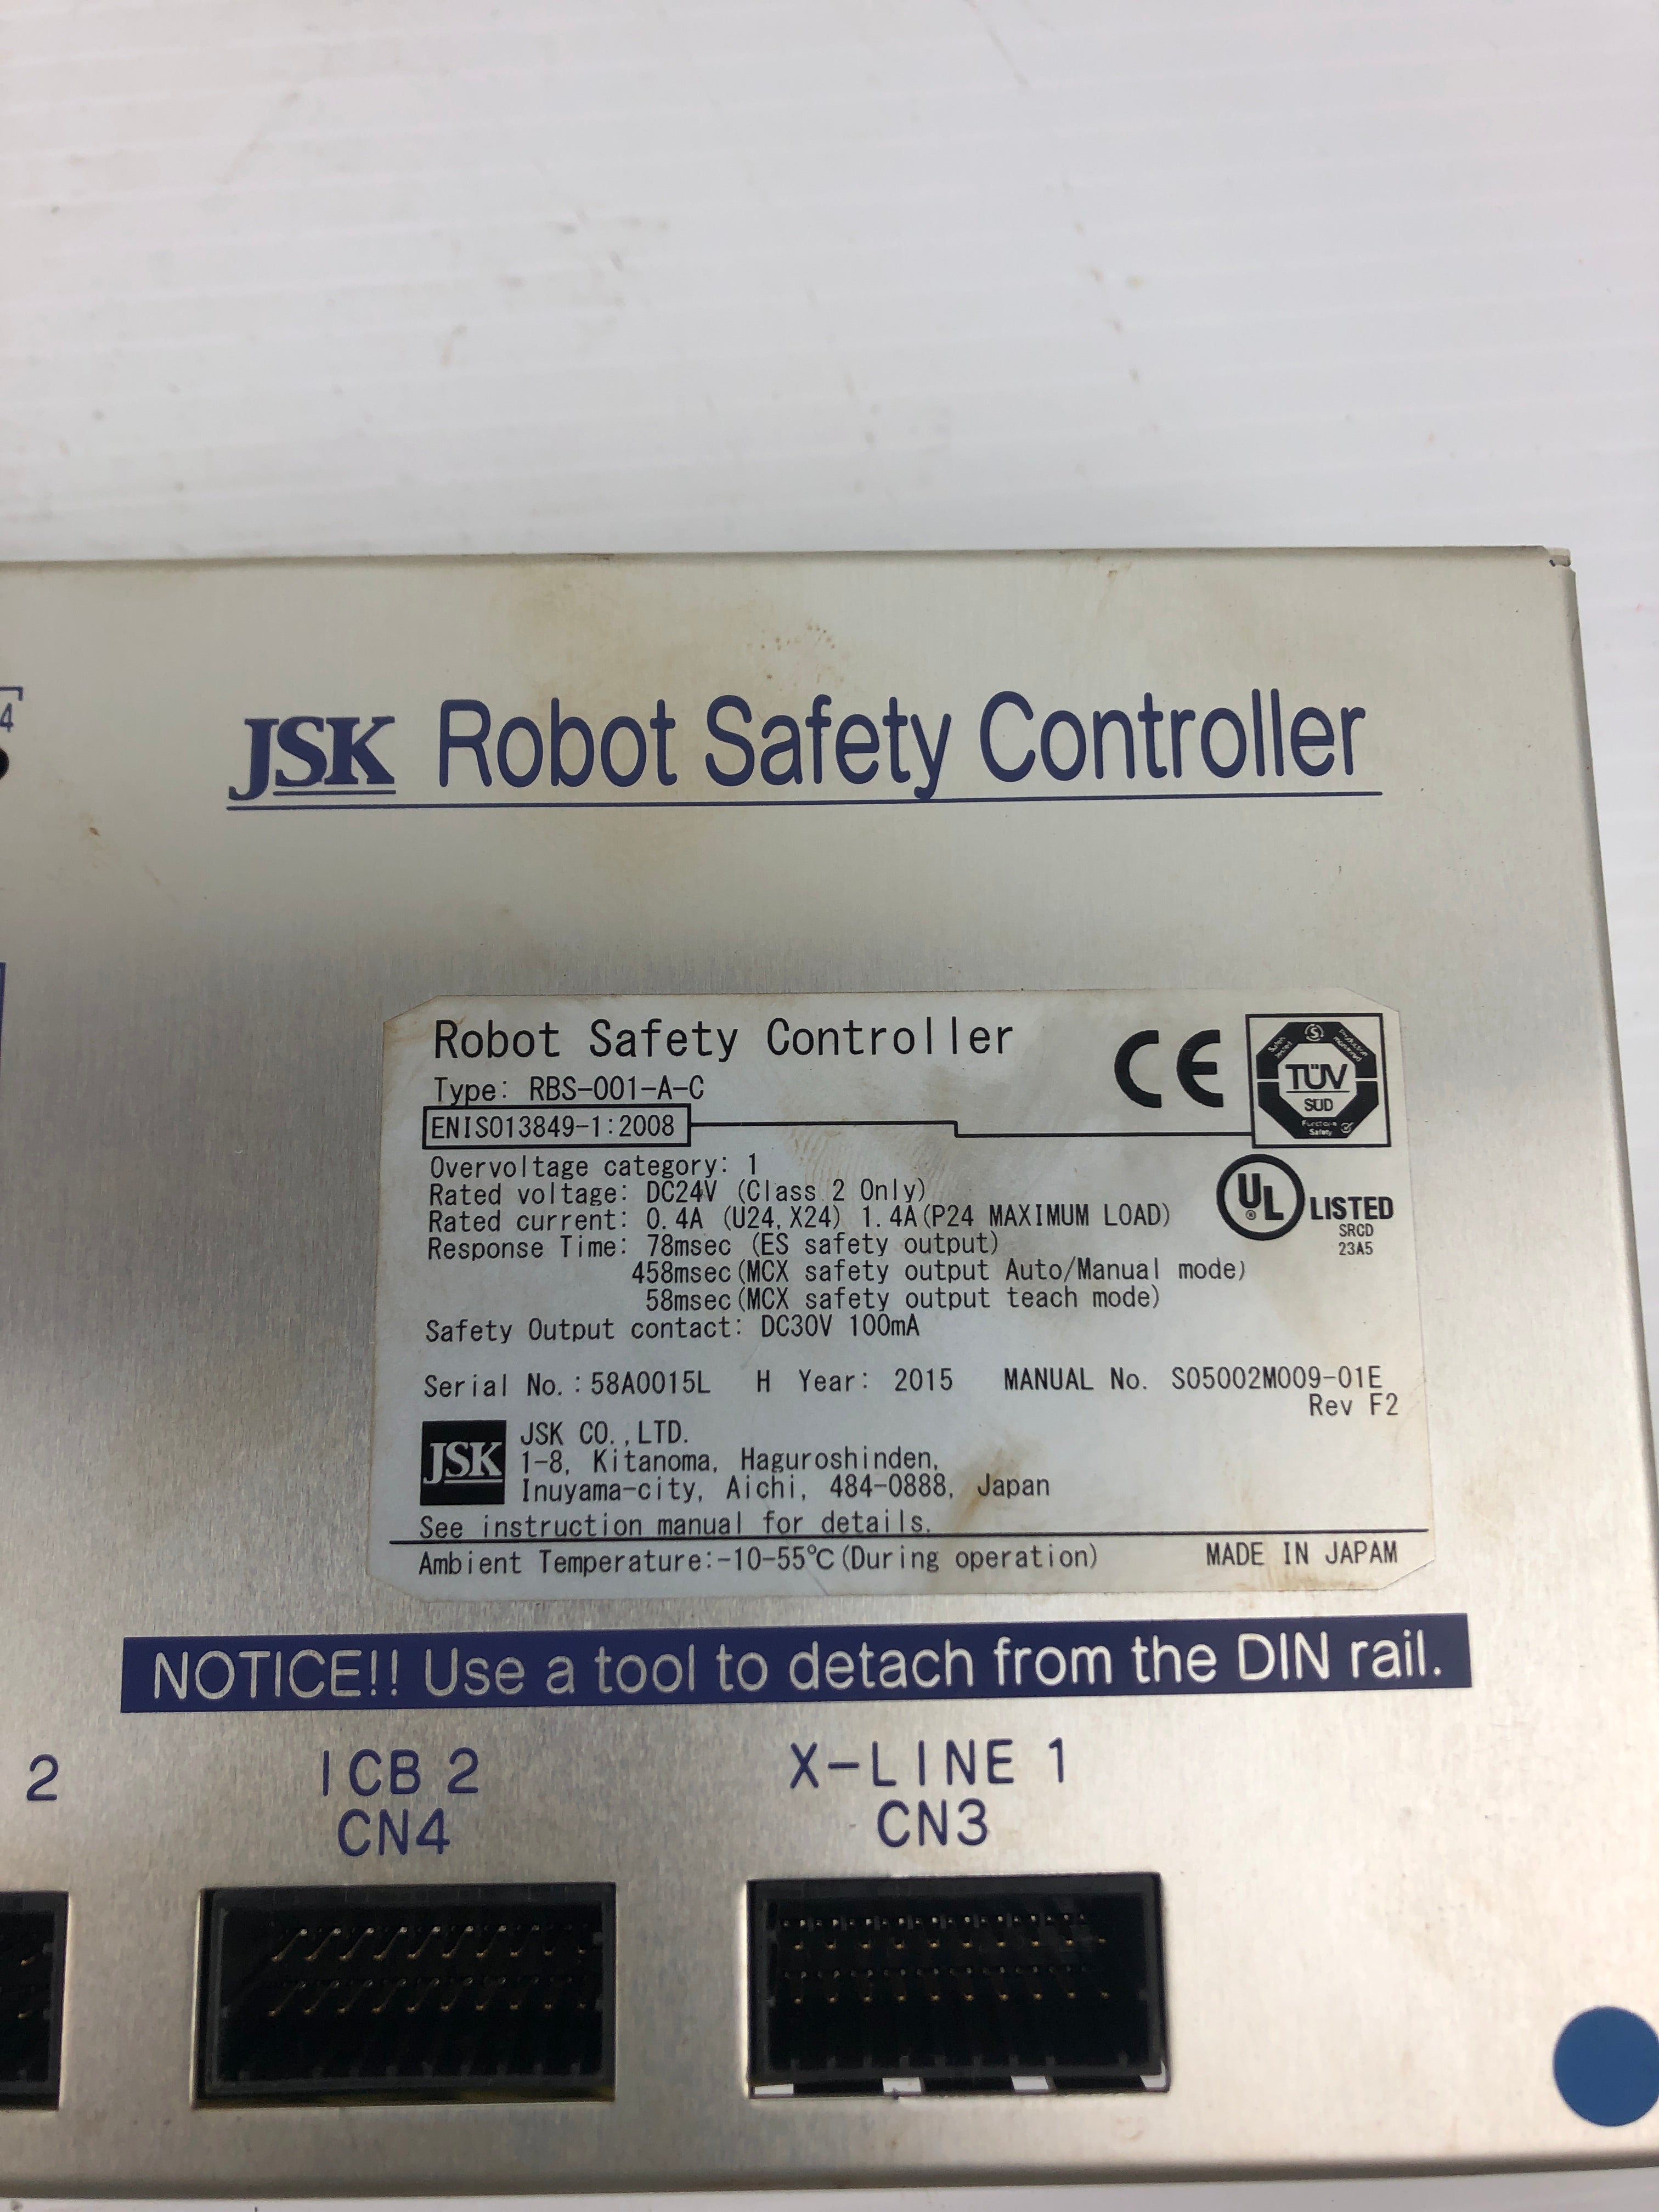 4
JSK Robot Safety Controller
Robot Safety Controller
Type: RBS-001-A-C
ENISO13849-1:2008
CE
TÜV
SÜD
Overvoltage category: 1
Rated voltage: DC24V (Class 2 Only)
Rated current: 0.4A (U24,X24) 1.4A(P24 MAXIMUM LOAD)
Response Time: 78msec (ES safety output)
458msec(MCX safety output Auto/Manual mode)
58msec(MCX safety output teach mode)
Safety Output contact: DC30V 100mA
UL LISTED
SRCD
23A5
Serial No.:58A0015L H Year: 2015 MANUAL No. S05002M009-01E
Rev F2
JSK
JSK CO.,LTD.
1-8, Kitanoma, Haguroshinden,
Inuyama-city, Aichi, 484-0888, Japan
See instruction manual for details.
Ambient Temperature:-10-55℃(During operation) MADE IN JAPAM
NOTICE!! Use a tool to detach from the DIN rail.
2 ICB 2 X-LINE 1
CN4 CN3